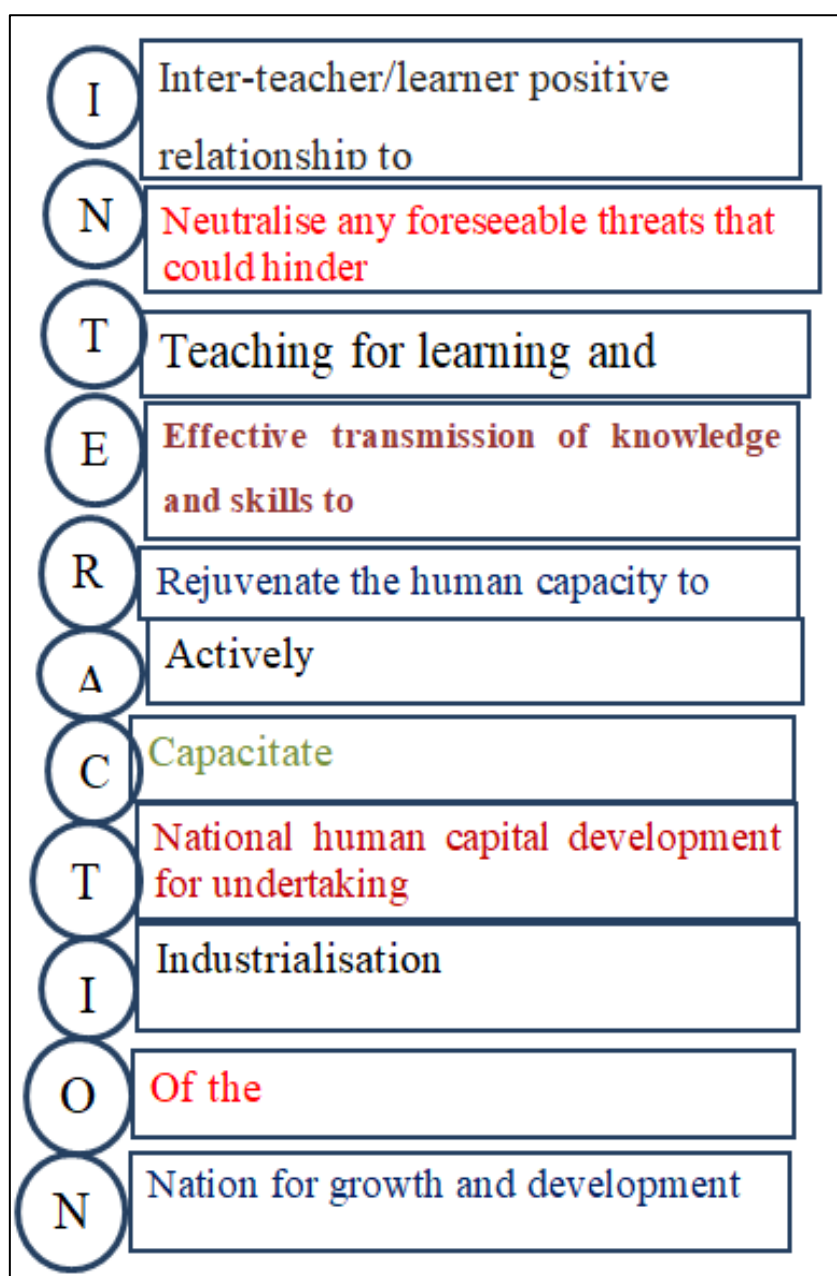 I
Inter-teacher/learner positive
relationship to
N
Neutralise any foreseeable threats that
could hinder
T
Teaching for learning and
E
Effective transmission of knowledge
and skills to
R
Rejuvenate the human capacity to
A
Actively
C
Capacitate
T
National human capital development
for undertaking
I
Industrialisation
O
Of the
N
Nation for growth and development